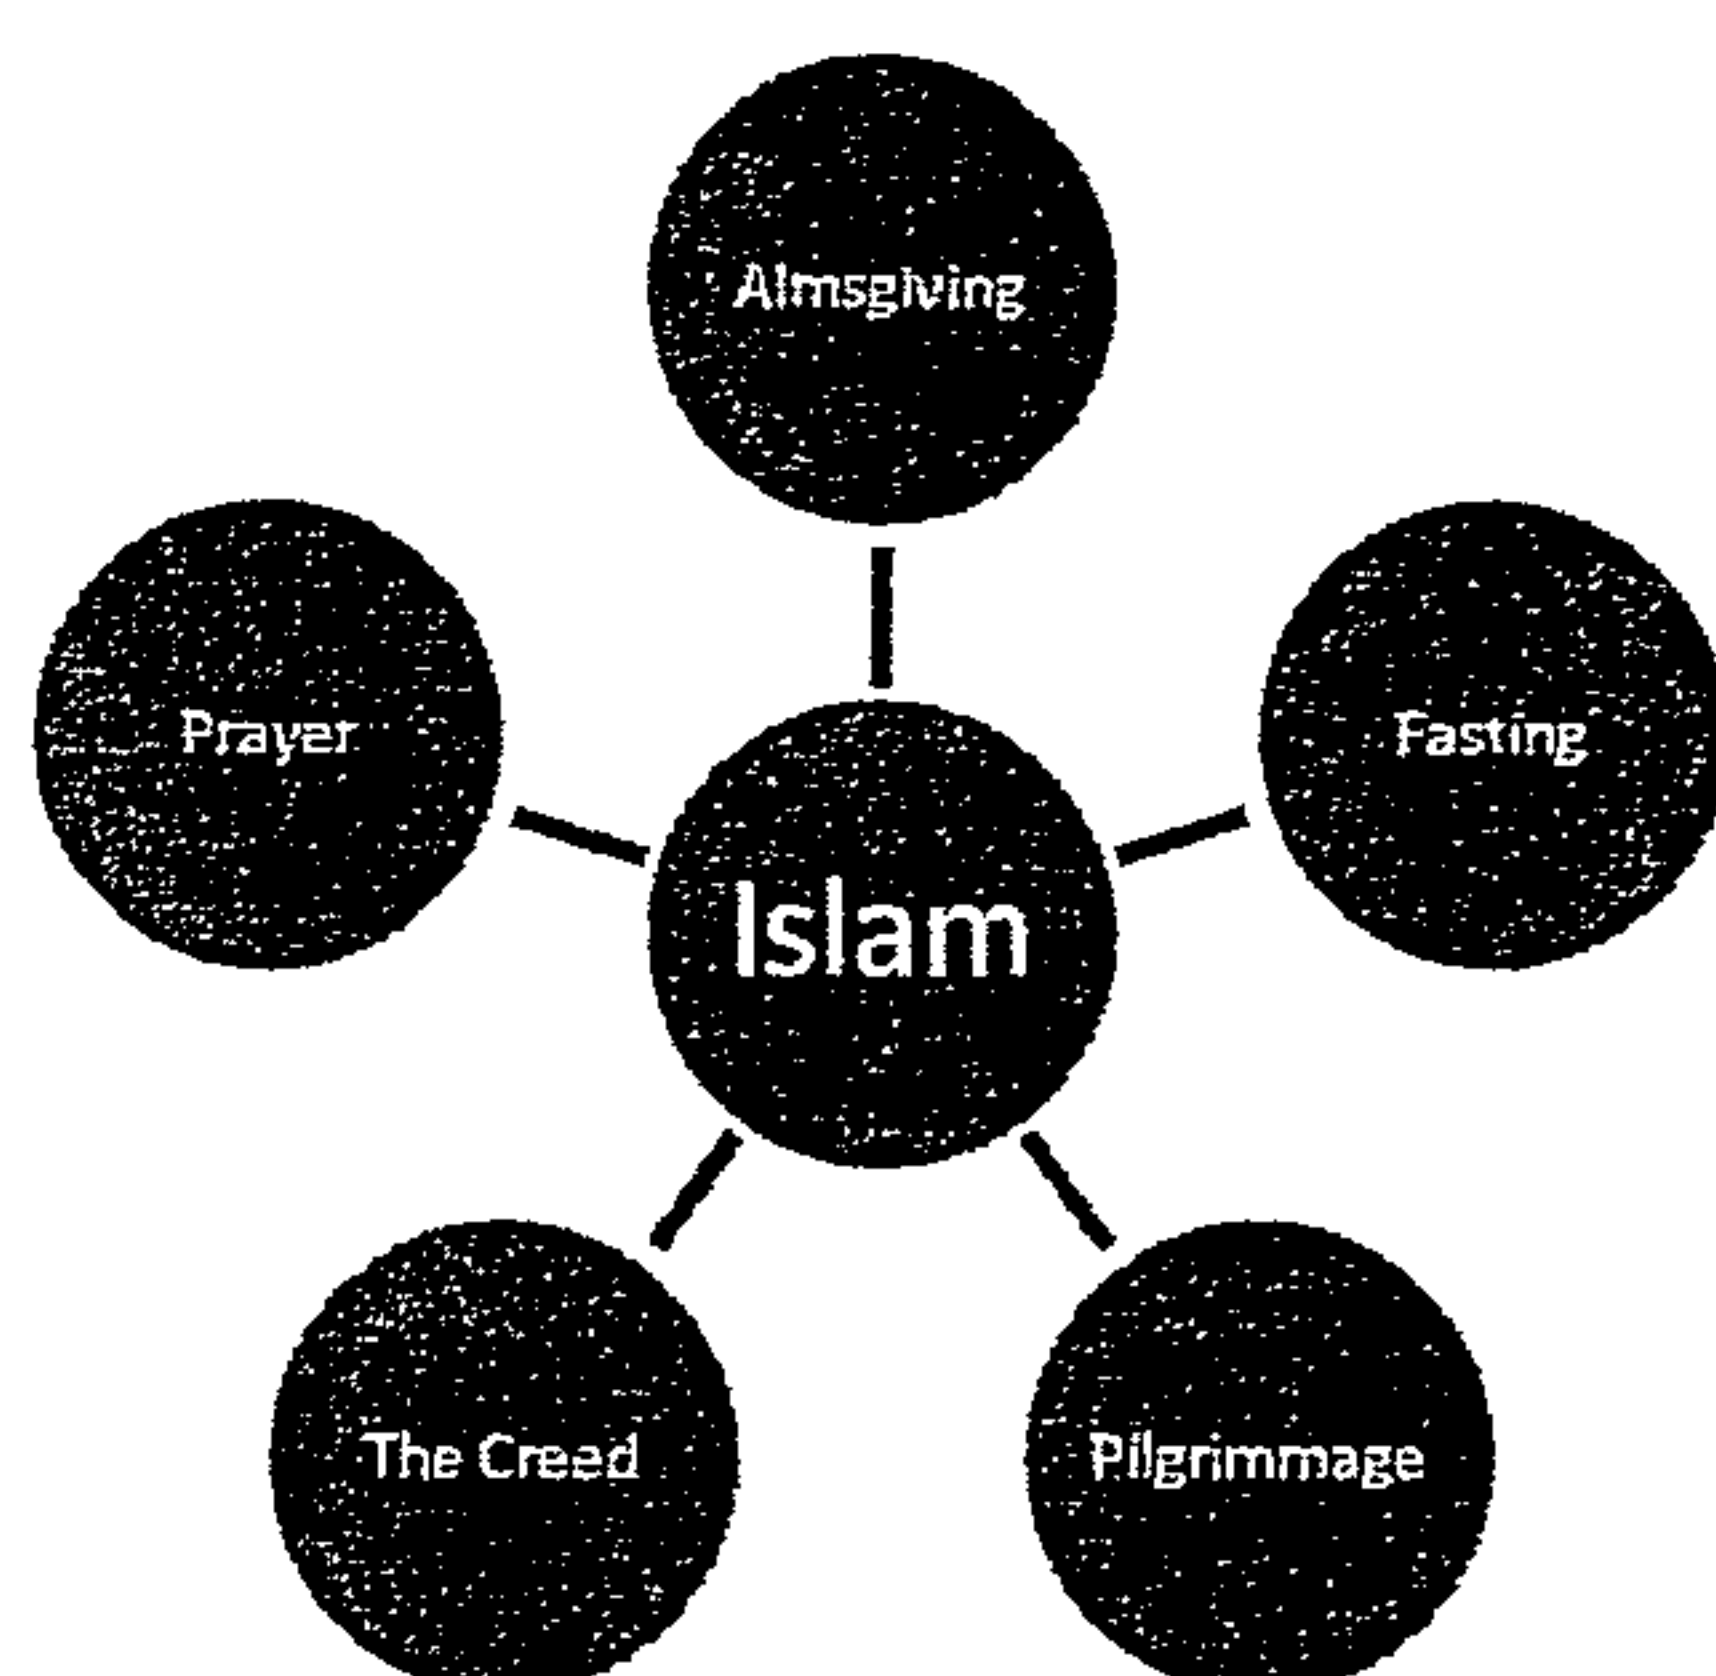 Almsgiving
Prayer
Fasting
Islam
The Creed
Pilgrimmage